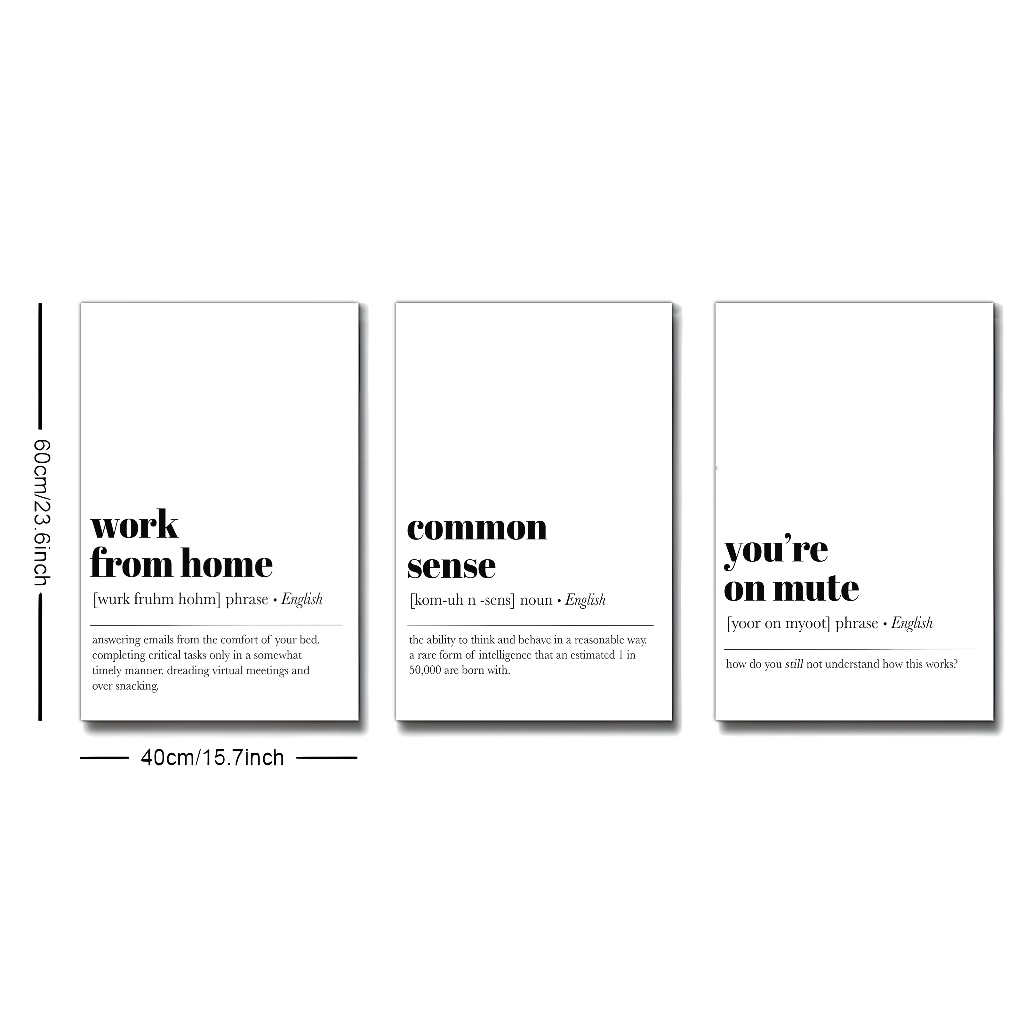 60cm/23.6inch
work
from home
[wurk fruhm hohm] phrase • English
answering emails from the comfort of your bed.
completing critical tasks only in a somewhat
timely manner. dreading virtual meetings and
over snacking.
40cm/15.7inch
common
sense
[kom-uh n -sens] noun • English
the ability to think and behave in a reasonable way.
a rare form of intelligence that an estimated 1 in
50,000 are born with.
you're
on mute
[yoor on myoot] phrase • English
how do you still not understand how this works?